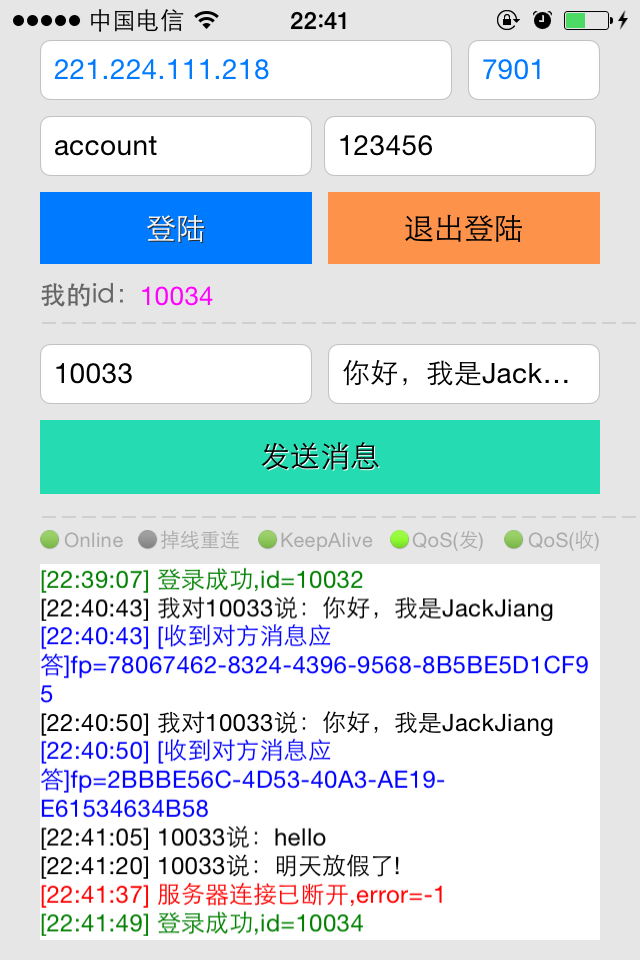 中国电信 22:41
221.224.111.218 7901
account 123456
登陆 退出登陆
我的id：10034
10033 你好，我是Jack…
发送消息
Online 掉线重连 KeepAlive QoS(发) QoS(收)
[22:39:07] 登录成功,id=10032
[22:40:43] 我对10033说：你好，我是JackJiang
[22:40:43] [收到对方消息应
答]fp=78067462-8324-4396-9568-8B5BE5D1CF9
5
[22:40:50] 我对10033说：你好，我是JackJiang
[22:40:50] [收到对方消息应
答]fp=2BBBE56C-4D53-40A3-AE19-
E61534634B58
[22:41:05] 10033说：hello
[22:41:20] 10033说：明天放假了!
[22:41:37] 服务器连接已断开,error=-1
[22:41:49] 登录成功,id=10034